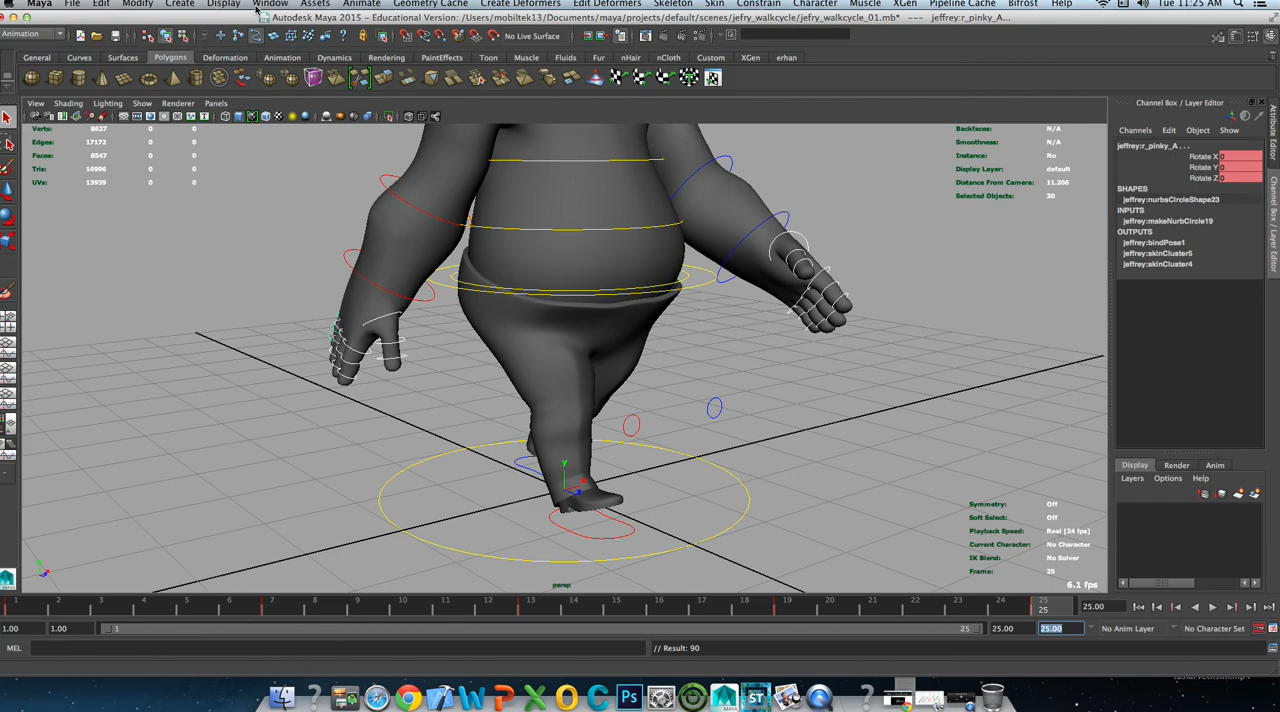 Maya File Edit Modify Create Display Window Assets Animate Geometry Cache Create Deformers Edit Deformers Skeleton Skin Constrain Character Muscle XGen Pipeline Cache Bifrost Help Tue 11:25 AM
Autodesk Maya 2015 - Educational Version: /Users/mobiltek13/Documents/maya/projects/default/scenes/jefry_walkcycle/jefry_walkcycle_01.mb* --- jeffrey:r_pinky_A...
Animation No Live Surface
General Curves Surfaces Polygons Deformation Animation Dynamics Rendering PaintEffects Toon Muscle Fluids Fur nHair nCloth Custom XGen erhan
View Shading Lighting Show Renderer Panels
Channel Box / Layer Editor
Verts: 8627 0 0
Edges: 17172 0 0
Faces: 8547 0 0
Tris: 16996 0 0
UVs: 13939 0 0
Backfaces: N/A
Smoothness: N/A
Instance: No
Display Layer: default
Distance From Camera: 11.206
Selected Objects: 30
Channels Edit Object Show
jeffrey:r_pinky_A . . .
Rotate X 0
Rotate Y 0
Rotate Z 0
SHAPES
jeffrey:nurbsCircleShape23
INPUTS
jeffrey:makeNurbCircle19
OUTPUTS
jeffrey:bindPose1
jeffrey:skinCluster5
jeffrey:skinCluster4
Attribute Editor
Channel Box / Layer Editor
Display Render Anim
Layers Options Help
y
z
Symmetry: Off
Soft Select: Off
Playback Speed: Real [24 fps]
Current Character: No Character
IK Blend: No Solver
Frame: 25
persp
6.1 fps
1 2 3 4 5 6 7 8 9 10 11 12 13 14 15 16 17 18 19 20 21 22 23 24 25
25
25.00
1.00 1.00 1 25 25.00 25.00 No Anim Layer No Character Set
MEL // Result: 90